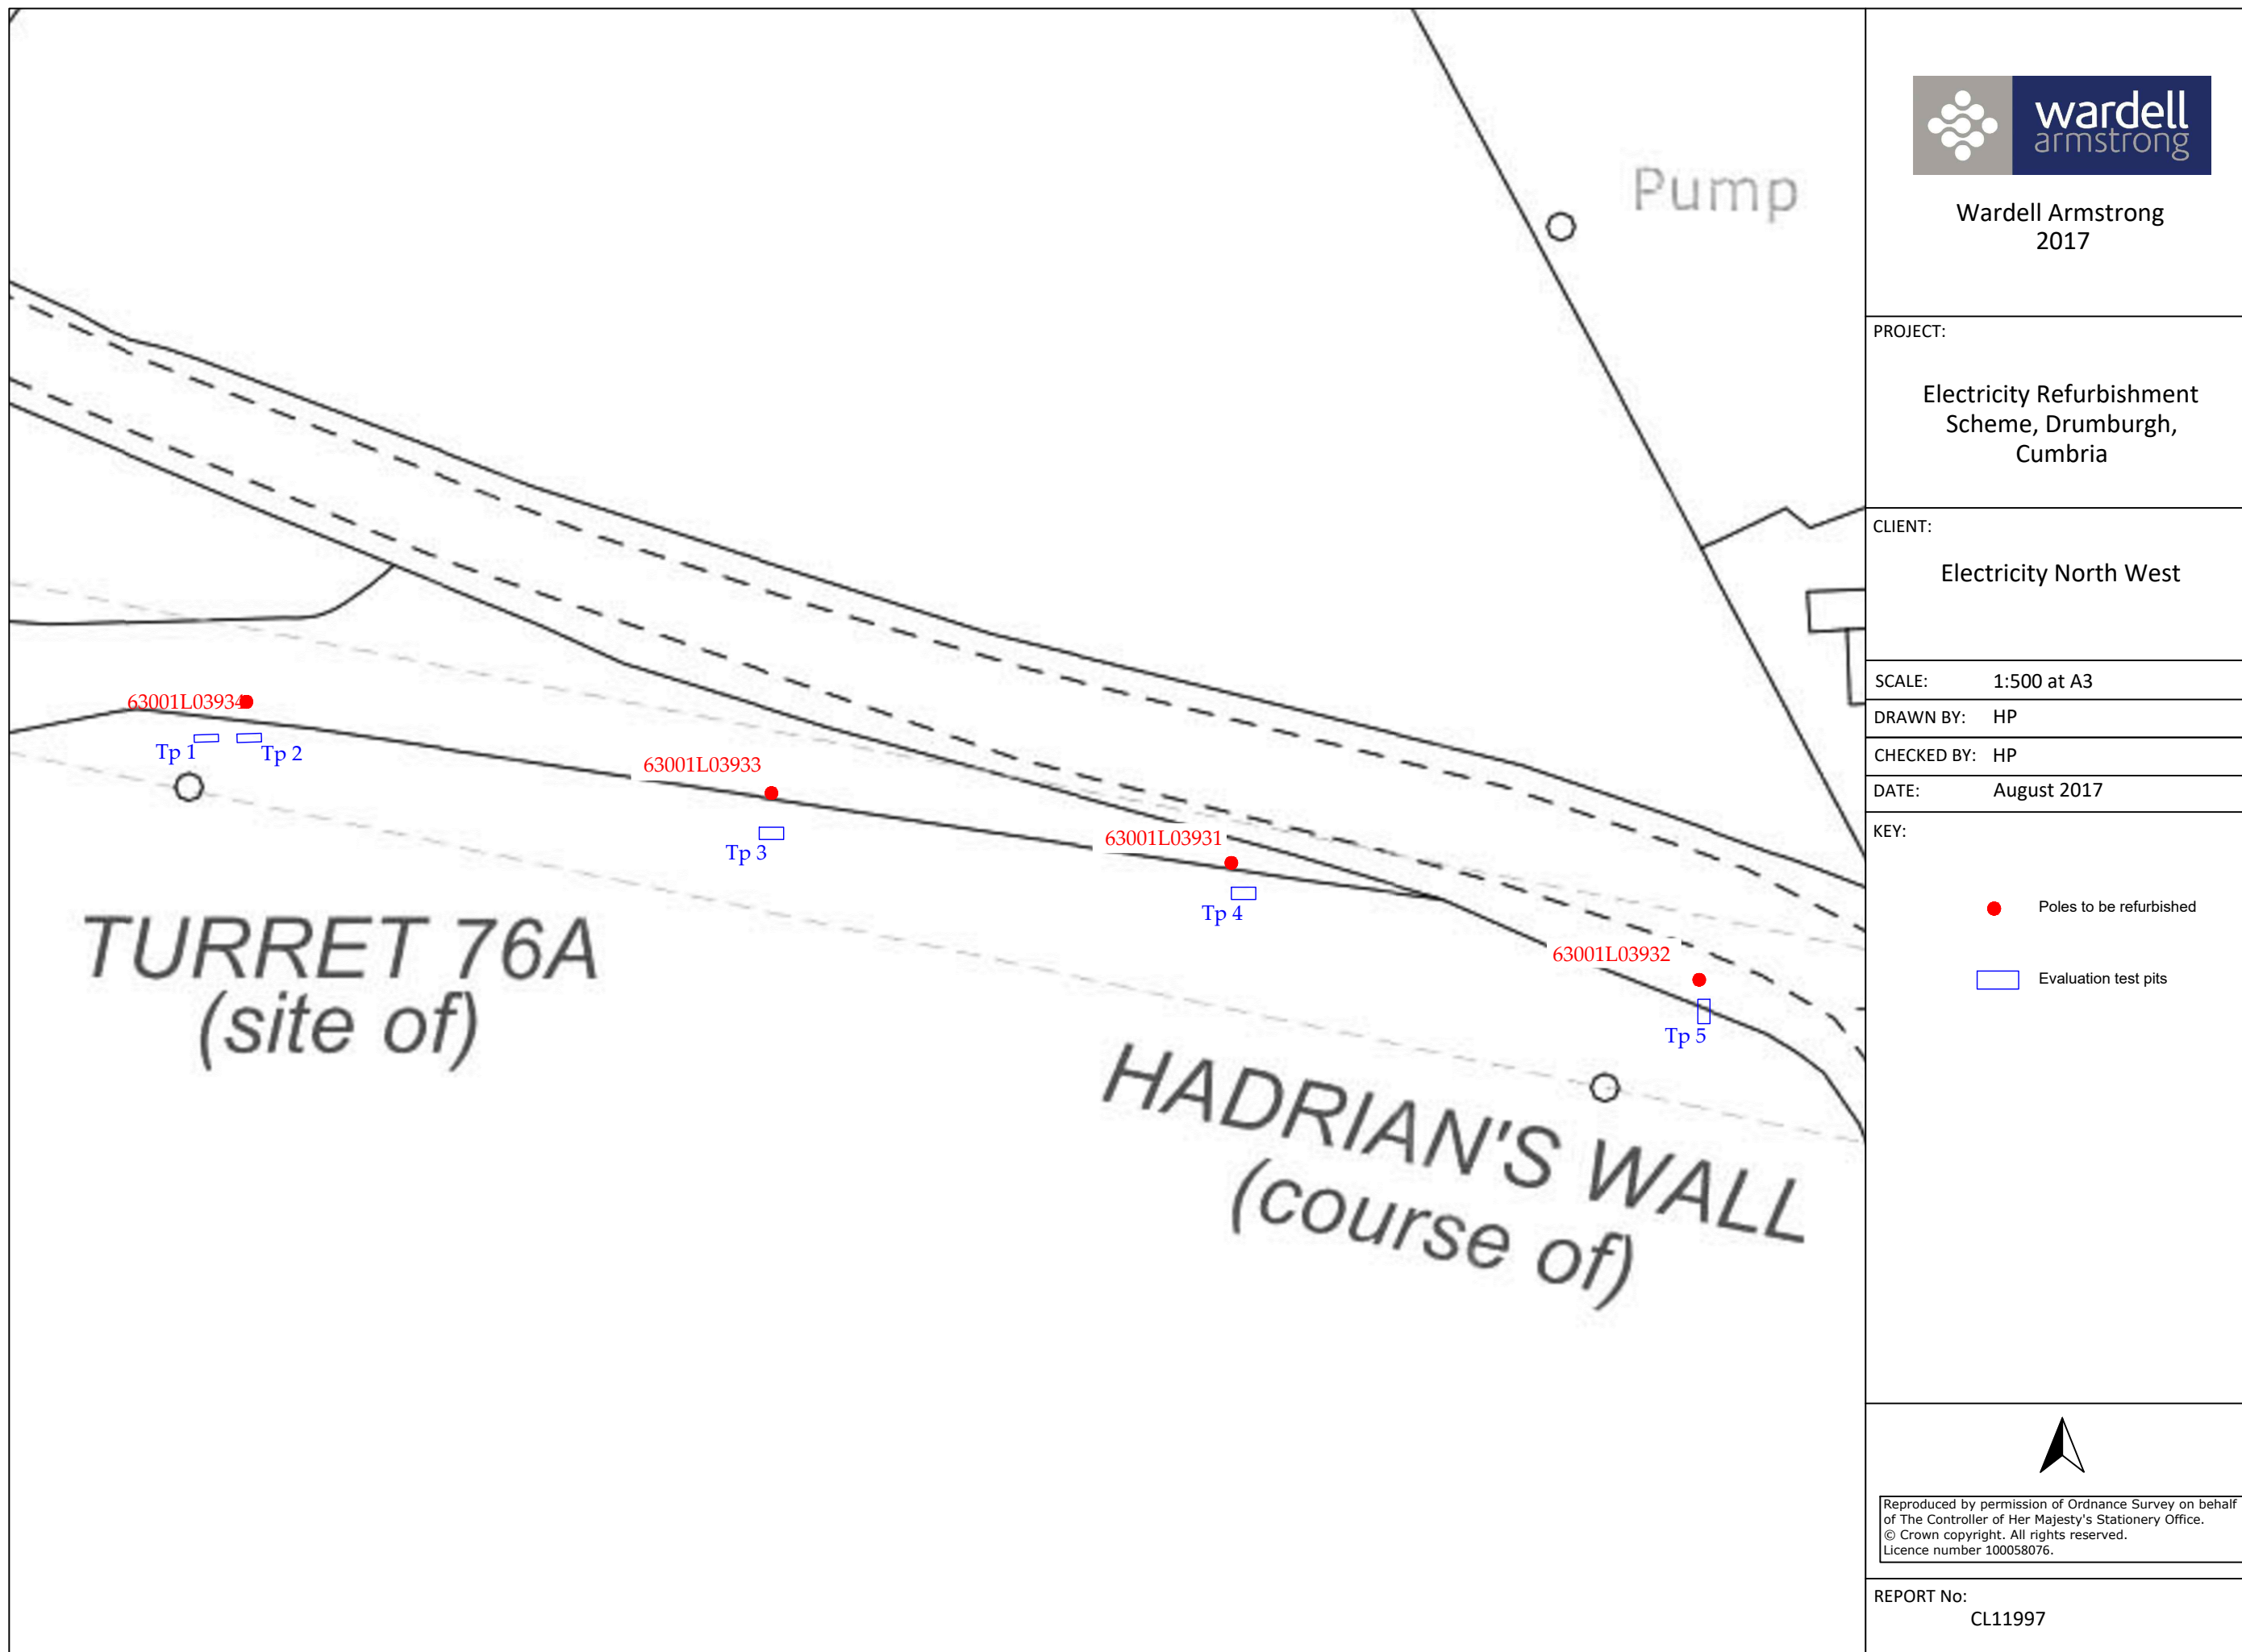 Pump
63001L03934
Tp 1
Tp 2
63001L03933
Tp 3
63001L03931
Tp 4
63001L03932
Tp 5
TURRET 76A
(site of)
HADRIAN'S WALL
(course of)
wardell
armstrong
Wardell Armstrong
2017
PROJECT:
Electricity Refurbishment
Scheme, Drumburgh,
Cumbria
CLIENT:
Electricity North West
SCALE: 1:500 at A3
DRAWN BY: HP
CHECKED BY: HP
DATE: August 2017
KEY:
Poles to be refurbished
Evaluation test pits
Reproduced by permission of Ordnance Survey on behalf
of The Controller of Her Majesty's Stationery Office.
© Crown copyright. All rights reserved.
Licence number 100058076.
REPORT No:
CL11997